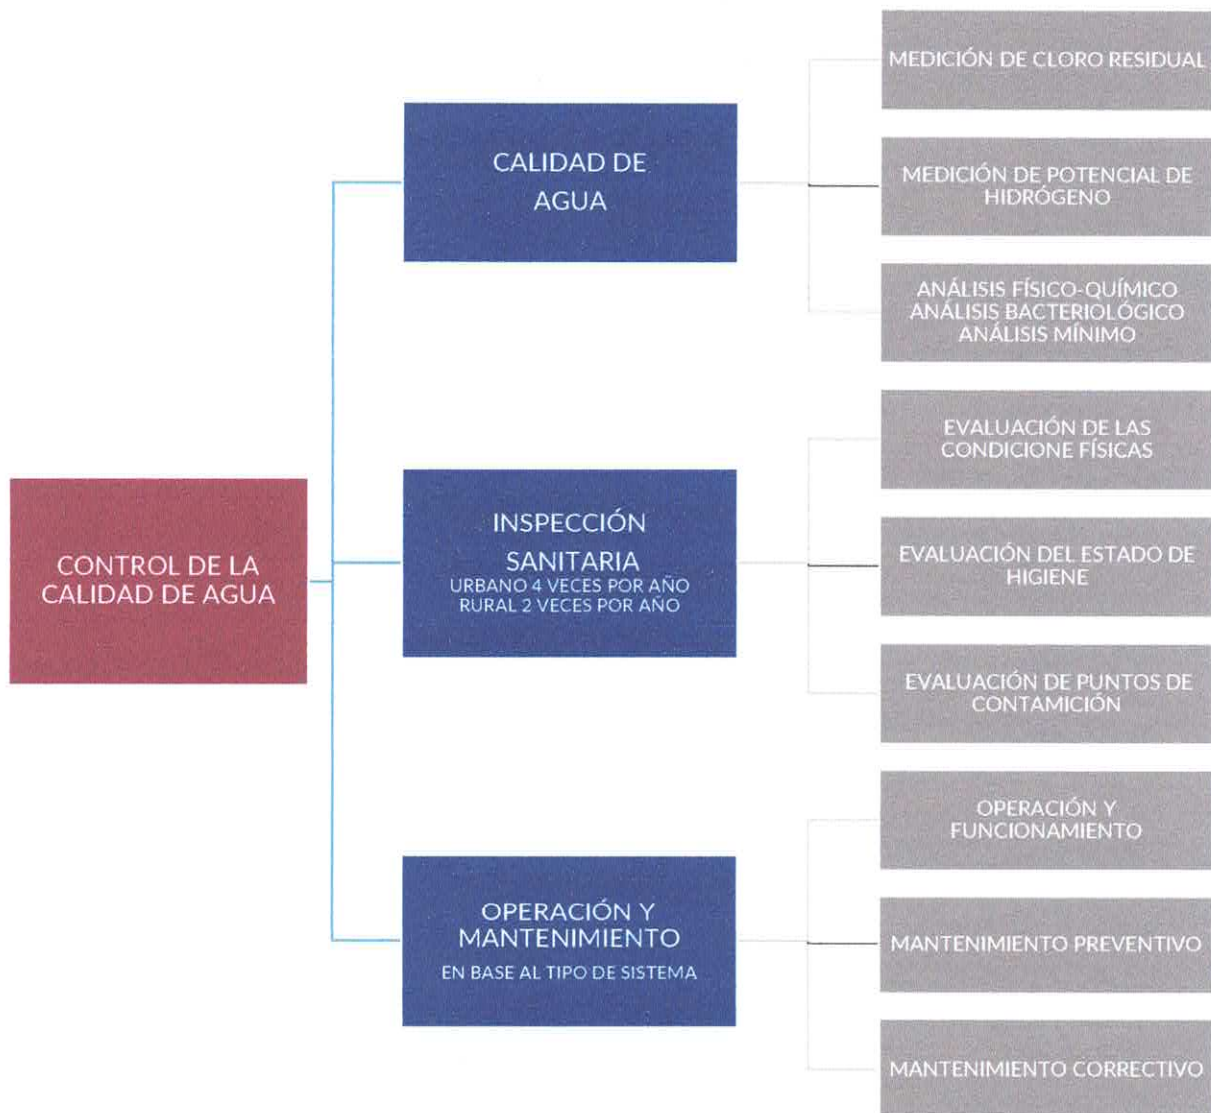 CONTROL DE LA
CALIDAD DE AGUA
CALIDAD DE
AGUA
MEDICIÓN DE CLORO RESIDUAL
MEDICIÓN DE POTENCIAL DE
HIDRÓGENO
ANÁLISIS FÍSICO-QUÍMICO
ANÁLISIS BACTERIOLÓGICO
ANÁLISIS MÍNIMO
INSPECCIÓN
SANITARIA
URBANO 4 VECES POR AÑO
RURAL 2 VECES POR AÑO
EVALUACIÓN DE LAS
CONDICIONE FÍSICAS
EVALUACIÓN DEL ESTADO DE
HIGIENE
EVALUACIÓN DE PUNTOS DE
CONTAMICIÓN
OPERACIÓN Y
MANTENIMIENTO
EN BASE AL TIPO DE SISTEMA
OPERACIÓN Y
FUNCIONAMIENTO
MANTENIMIENTO PREVENTIVO
MANTENIMIENTO CORRECTIVO